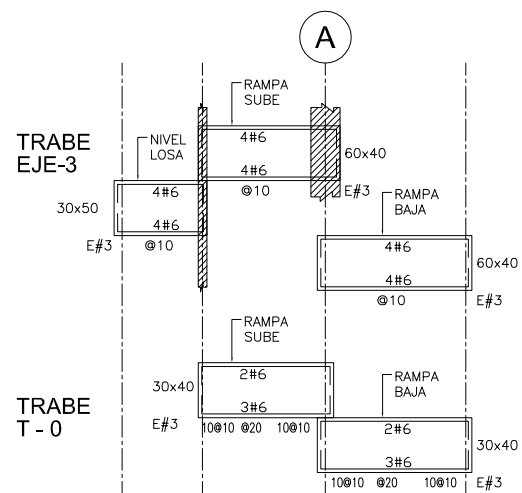 A
RAMPA
SUBE
TRABE
EJE-3
NIVEL
LOSA
4#6
4#6
@10
60x40
E#3
4#6
4#6
30x50
E#3
@10
RAMPA
BAJA
4#6
4#6
60x40
@10
E#3
RAMPA
SUBE
30x40
2#6
3#6
E#3
10@10 @20 10@10
TRABE
T - 0
RAMPA
BAJA
2#6
3#6
30x40
10@10 @20 10@10
E#3